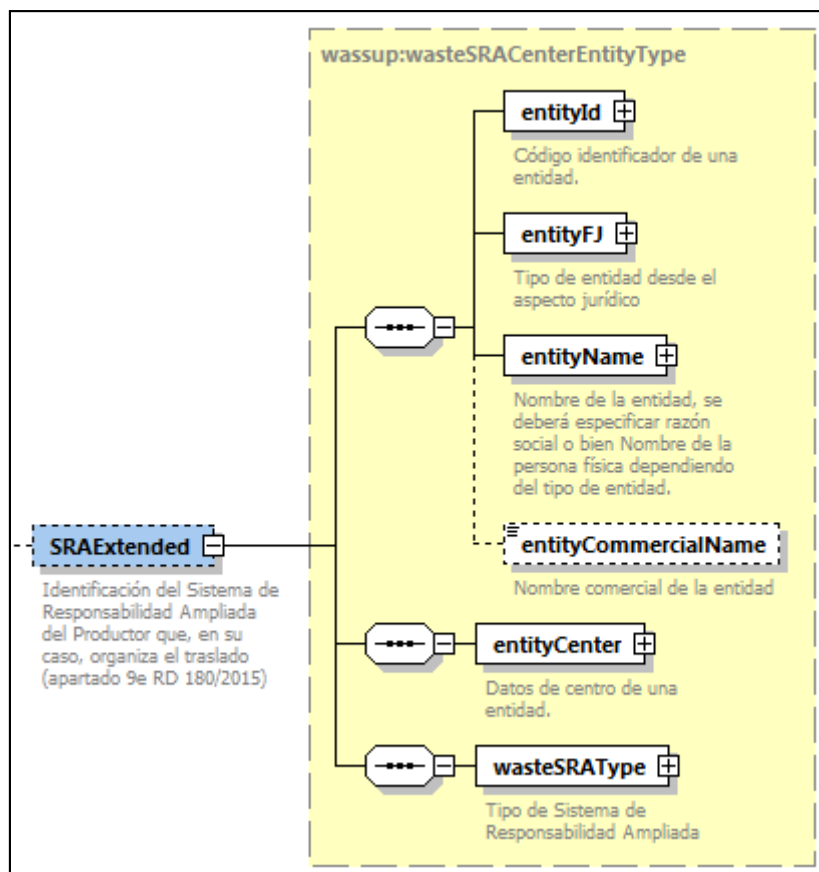 wassup:wasteSRACenterEntityType
entityId
Código identificador de una
entidad.
entityFJ
Tipo de entidad desde el
aspecto jurídico
entityName
Nombre de la entidad, se
deberá especificar razón
social o bien Nombre de la
persona física dependiendo
del tipo de entidad.
entityCommercialName
Nombre comercial de la entidad
SRAExtended
Identificación del Sistema de
Responsabilidad Ampliada
del Productor que, en su
caso, organiza el traslado
(apartado 9e RD 180/2015)
entityCenter
Datos de centro de una
entidad.
wasteSRAType
Tipo de Sistema de
Responsabilidad Ampliada